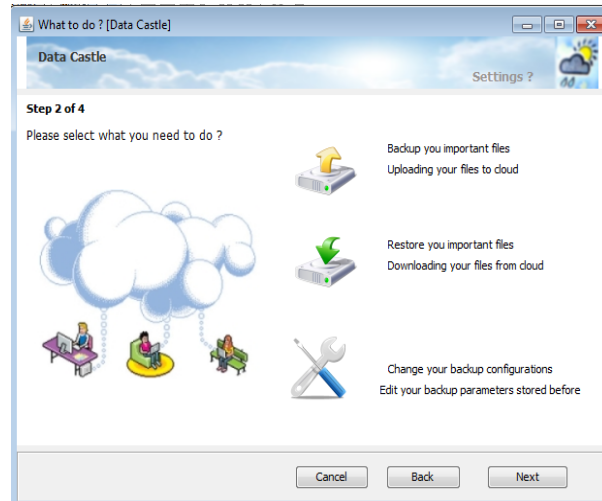 What to do ? [Data Castle]
Data Castle
Settings ?
Step 2 of 4
Please select what you need to do ?
Backup you important files
Uploading your files to cloud
Restore you important files
Downloading your files from cloud
Change your backup configurations
Edit your backup parameters stored before
Cancel
Back
Next